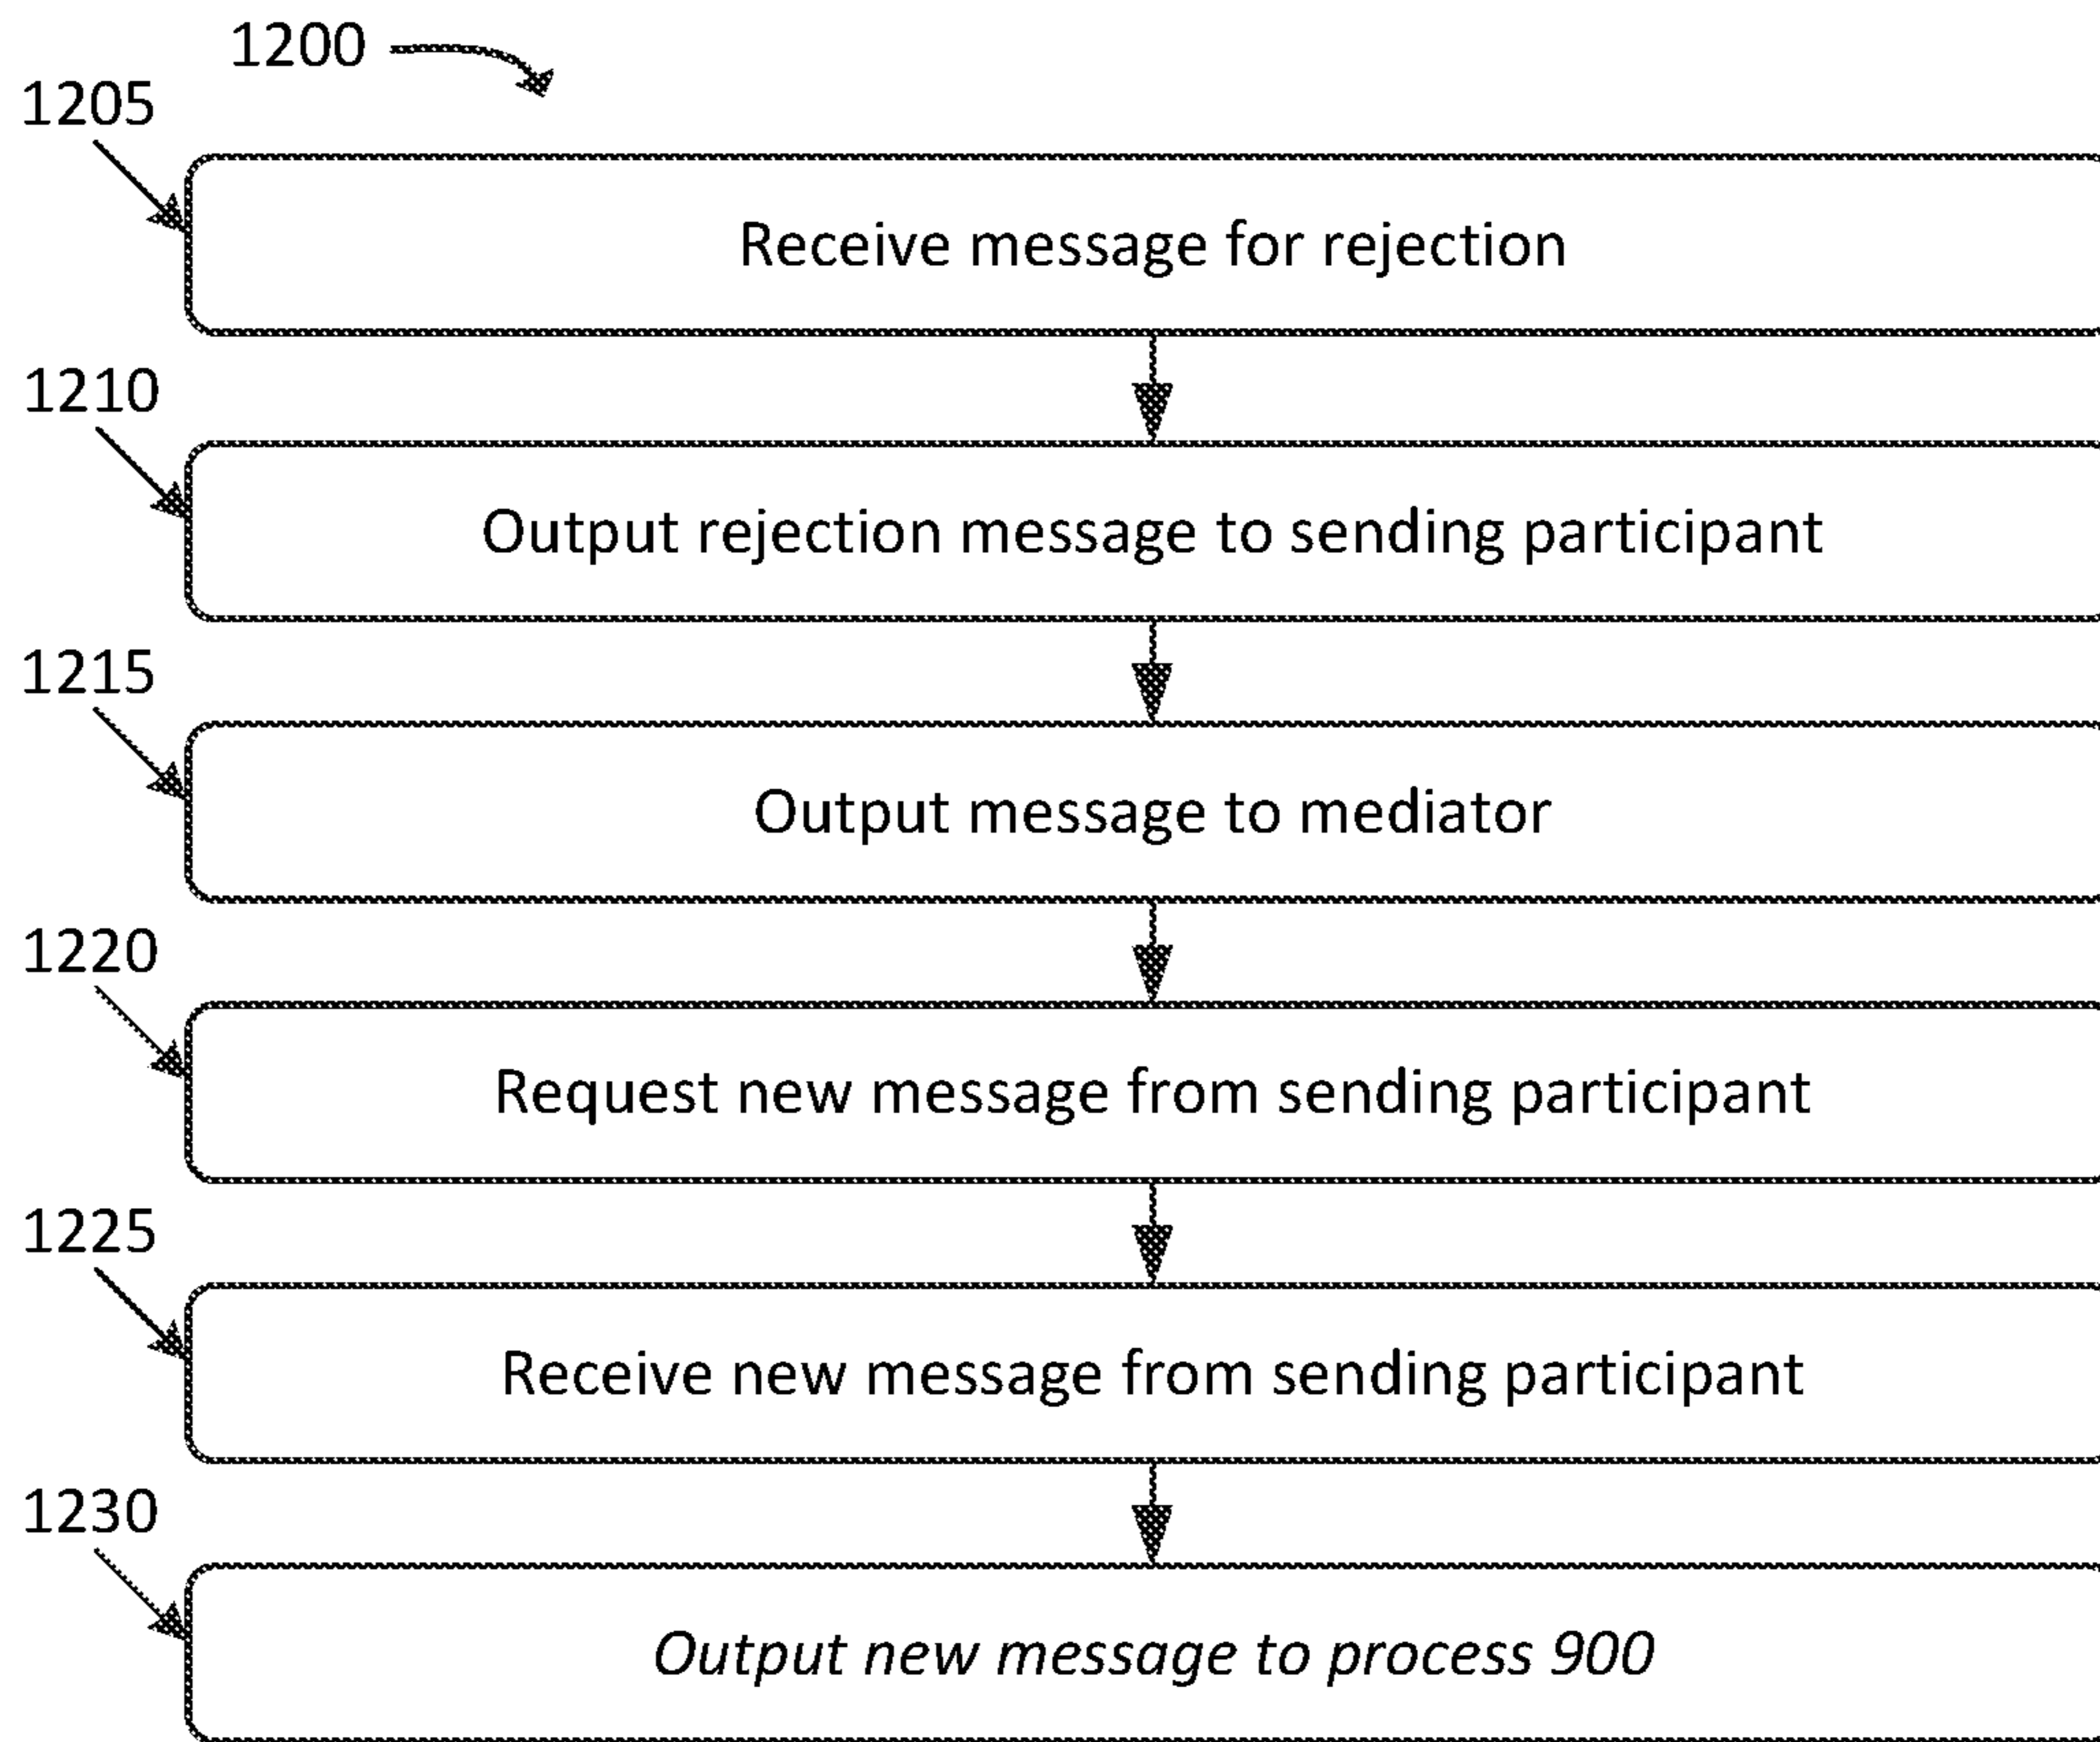 1200
1205
Receive message for rejection
1210
Output rejection message to sending participant
1215
Output message to mediator
1220
Request new message from sending participant
1225
Receive new message from sending participant
1230
Output new message to process 900